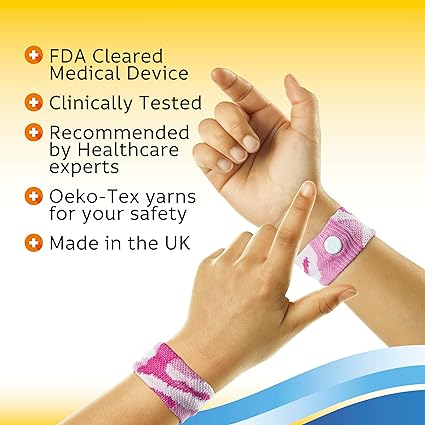 FDA Cleared
Medical Device
Clinically Tested
Recommended
by Healthcare
experts
Oeko-Tex yarns
for your safety
Made in the UK